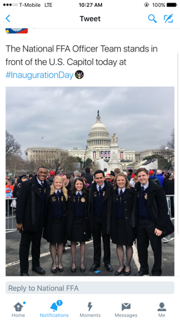 T-Mobile LTE 10:27 AM 100%
Tweet
The National FFA Officer Team stands in
front of the U.S. Capitol today at
#InaugurationDay
Reply to National FFA
Home Notifications Moments Messages Me